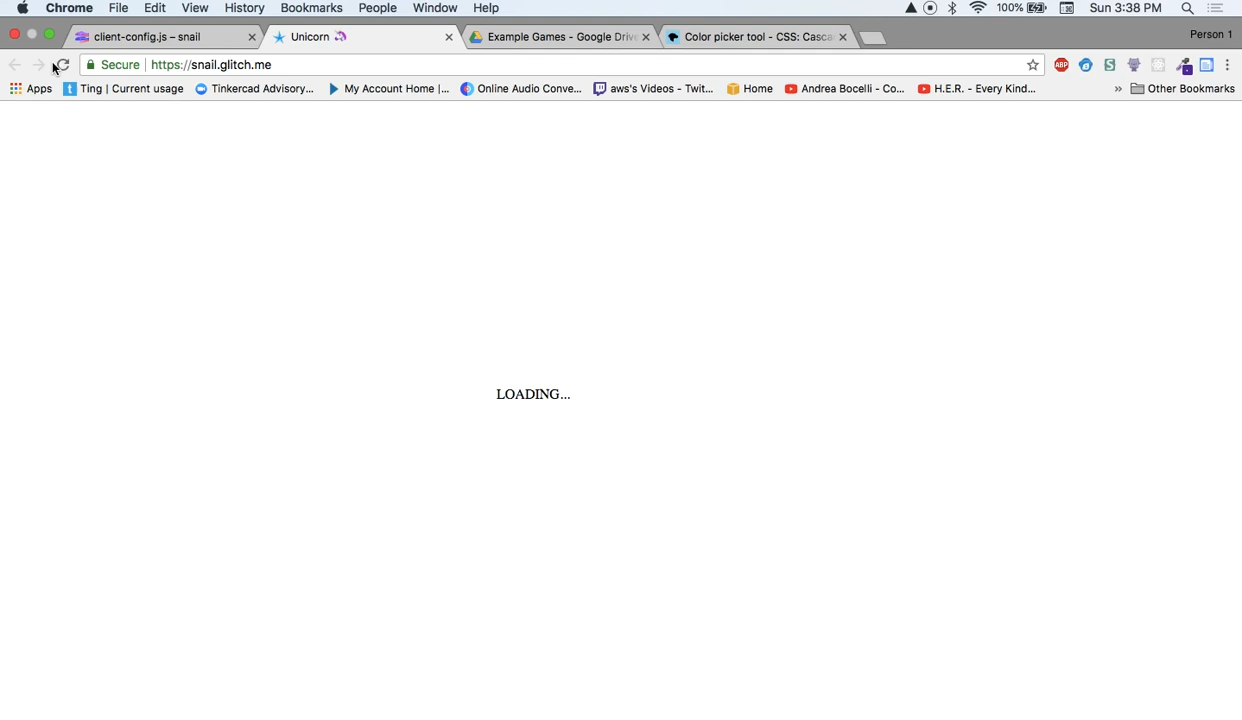 Chrome File Edit View History Bookmarks People Window Help 100% Sun 3:38 PM
client-config.js – snail Unicorn Example Games - Google Drive Color picker tool - CSS: Casca Person 1
Secure https://snail.glitch.me ABP S
Apps t Ting | Current usage Tinkercad Advisory... My Account Home |... Online Audio Conve... aws's Videos - Twit... Home Andrea Bocelli - Co... H.E.R. - Every Kind... » Other Bookmarks
LOADING...